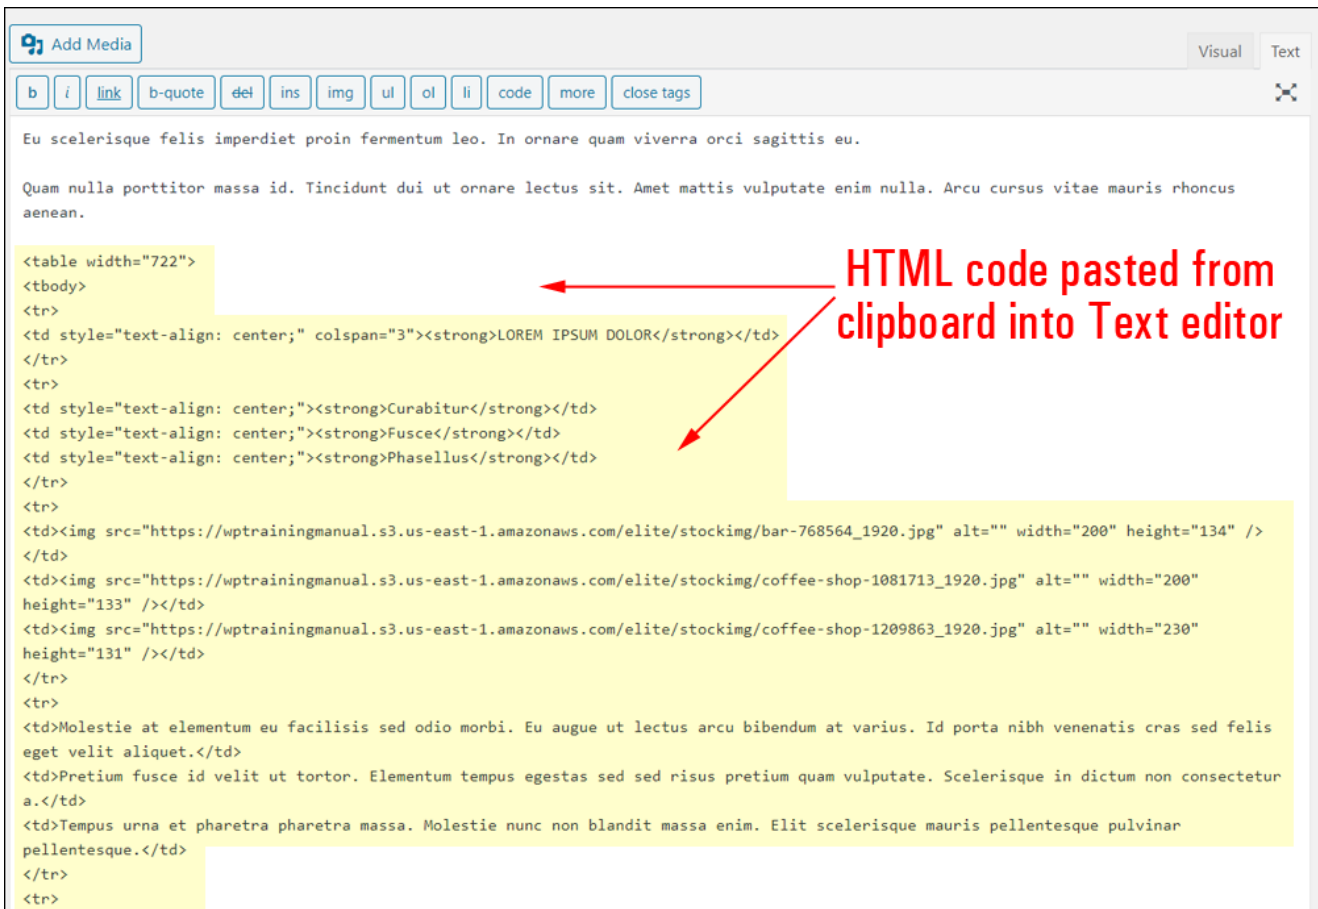 Add Media
Visual Text
b i link b-quote del ins img ul ol li code more close tags
Eu scelerisque felis imperdiet proin fermentum leo. In ornare quam viverra orci sagittis eu.
Quam nulla porttitor massa id. Tincidunt dui ut ornare lectus sit. Amet mattis vulputate enim nulla. Arcu cursus vitae mauris rhoncus
aenean.
HTML code pasted from
clipboard into Text editor
<table width="722">
<tbody>
<tr>
<td style="text-align: center;" colspan="3"><strong>LOREM IPSUM DOLOR</strong></td>
</tr>
<tr>
<td style="text-align: center;"><strong>Curabitur</strong></td>
<td style="text-align: center;"><strong>Fusce</strong></td>
<td style="text-align: center;"><strong>Phasellus</strong></td>
</tr>
<tr>
<td><img src="https://wptrainingmanual.s3.us-east-1.amazonaws.com/elite/stockimg/bar-768564_1920.jpg" alt="" width="200" height="134" />
</td>
<td><img src="https://wptrainingmanual.s3.us-east-1.amazonaws.com/elite/stockimg/coffee-shop-1081713_1920.jpg" alt="" width="200"
height="133" /></td>
<td><img src="https://wptrainingmanual.s3.us-east-1.amazonaws.com/elite/stockimg/coffee-shop-1209863_1920.jpg" alt="" width="230"
height="131" /></td>
</tr>
<tr>
<td>Molestie at elementum eu facilisis sed odio morbi. Eu augue ut lectus arcu bibendum at varius. Id porta nibh venenatis cras sed felis
eget velit aliquet.</td>
<td>Pretium fusce id velit ut tortor. Elementum tempus egestas sed sed risus pretium quam vulputate. Scelerisque in dictum non consectetur
a.</td>
<td>Tempus urna et pharetra pharetra massa. Molestie nunc non blandit massa enim. Elit scelerisque mauris pellentesque pulvinar
pellentesque.</td>
</tr>
<tr>